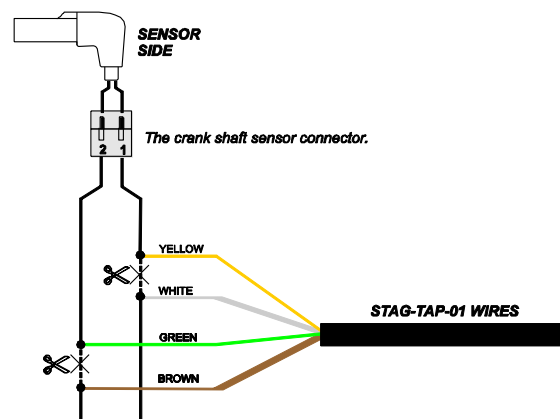 SENSOR
SIDE
2 1
The crank shaft sensor connector.
YELLOW
WHITE
STAG-TAP-01 WIRES
GREEN
BROWN